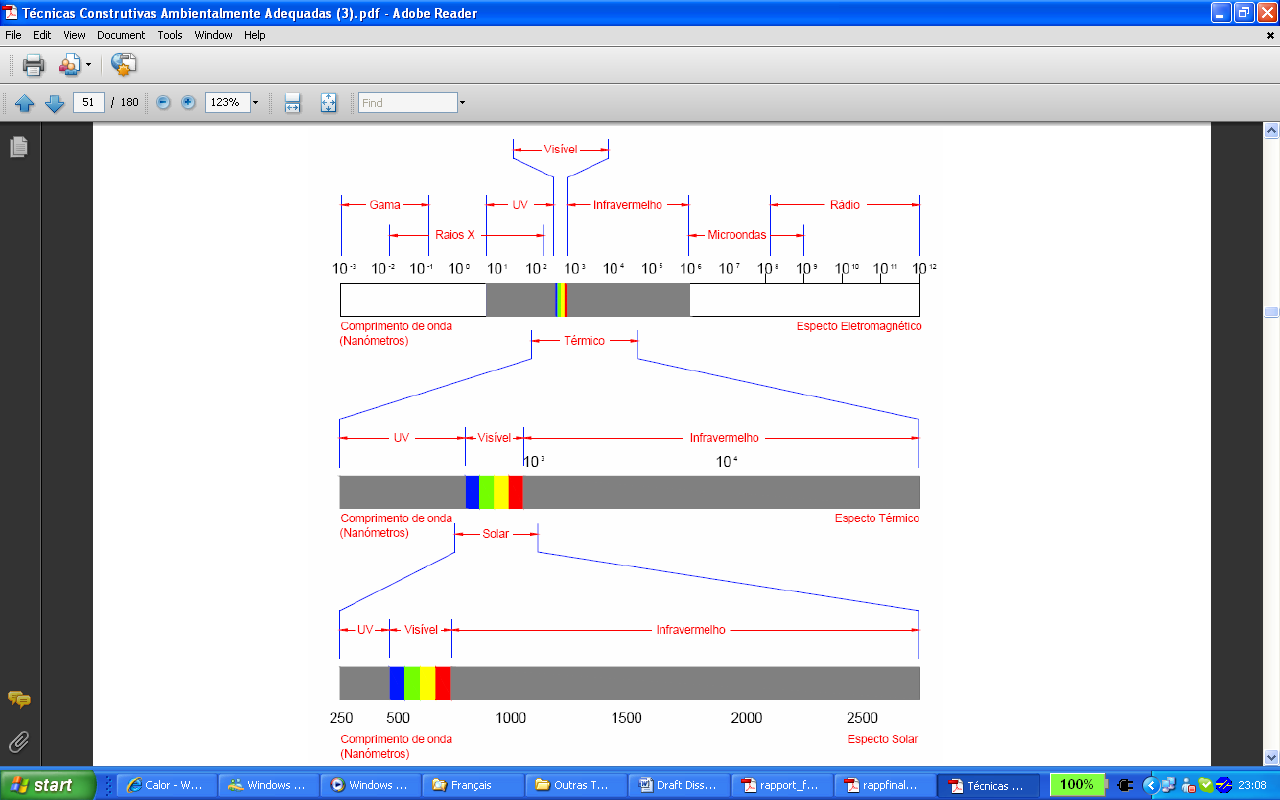 Técnicas Construtivas Ambientalmente Adequadas (3).pdf - Adobe Reader
File Edit View Document Tools Window Help
51 / 180 123% Find
Visível
Gama UV Infravermelho Rádio
Raios X Microondas
10⁻³ 10⁻² 10⁻¹ 10⁰ 10¹ 10² 10³ 10⁴ 10⁵ 10⁶ 10⁷ 10⁸ 10⁹ 10¹⁰ 10¹¹ 10¹²
Comprimento de onda Especto Eletromagnético
(Nanómetros)
Térmico
UV Visível Infravermelho
10³ 10⁴
Comprimento de onda Especto Térmico
(Nanómetros)
Solar
UV Visível Infravermelho
250 500 1000 1500 2000 2500
Comprimento de onda Especto Solar
(Nanómetros)
start Calor - W... Windows ... Windows ... Français Outras T... Draft Diss... rapport_f... rappfinal... Técnicas ... 100% 23:08